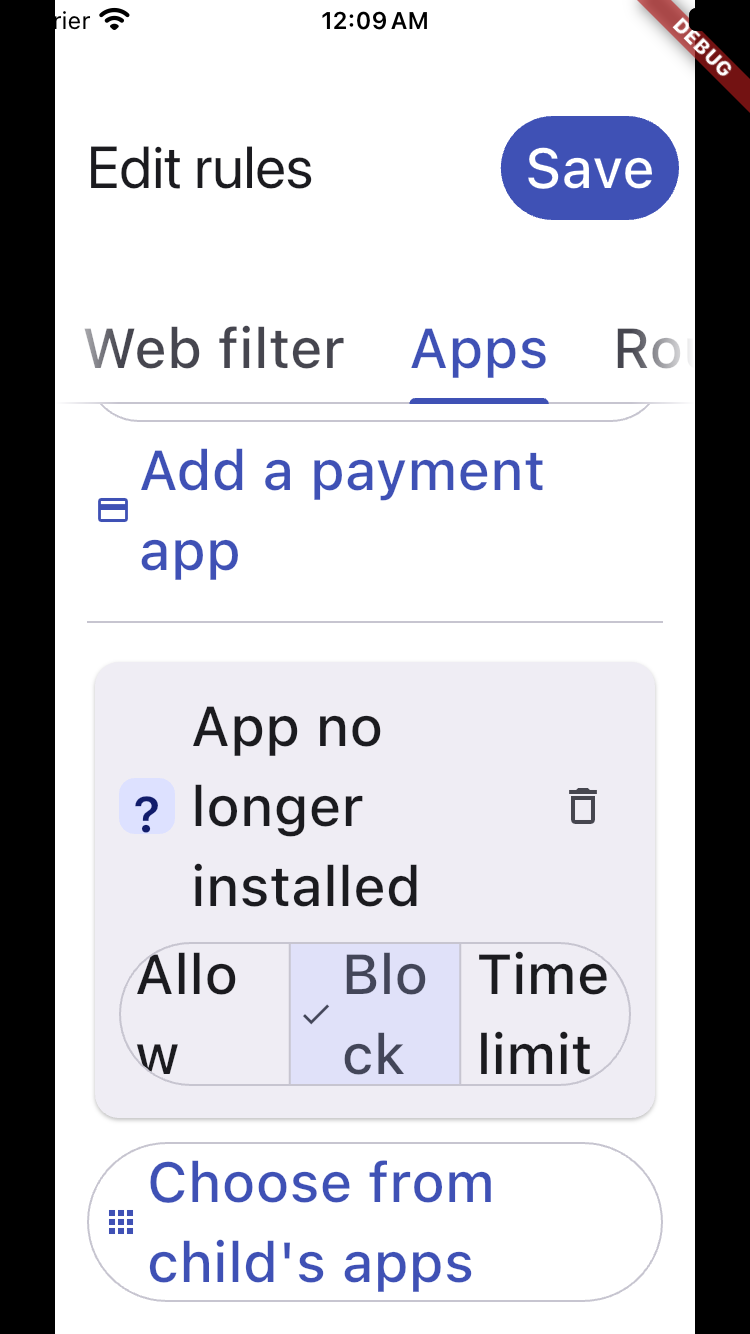 rier 12:09 AM
DEBUG
Edit rules Save
Web filter Apps Ro
Add a payment
app
App no
longer
installed
?
Allo
w
Blo
ck
Time
limit
Choose from
child's apps